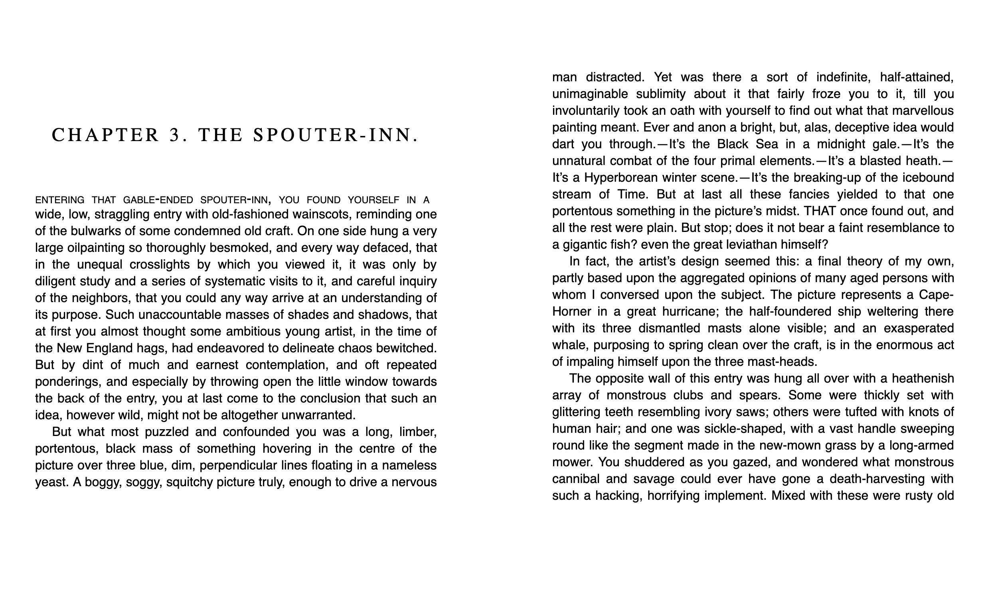 CHAPTER 3. THE SPOUTER-INN.
ENTERING THAT GABLE-ENDED SPOUTER-INN, YOU FOUND YOURSELF IN A
wide, low, straggling entry with old-fashioned wainscots, reminding one
of the bulwarks of some condemned old craft. On one side hung a very
large oilpainting so thoroughly besmoked, and every way defaced, that
in the unequal crosslights by which you viewed it, it was only by
diligent study and a series of systematic visits to it, and careful inquiry
of the neighbors, that you could any way arrive at an understanding of
its purpose. Such unaccountable masses of shades and shadows, that
at first you almost thought some ambitious young artist, in the time of
the New England hags, had endeavored to delineate chaos bewitched.
But by dint of much and earnest contemplation, and oft repeated
ponderings, and especially by throwing open the little window towards
the back of the entry, you at last come to the conclusion that such an
idea, however wild, might not be altogether unwarranted.
But what most puzzled and confounded you was a long, limber,
portentous, black mass of something hovering in the centre of the
picture over three blue, dim, perpendicular lines floating in a nameless
yeast. A boggy, soggy, squitchy picture truly, enough to drive a nervous
man distracted. Yet was there a sort of indefinite, half-attained,
unimaginable sublimity about it that fairly froze you to it, till you
involuntarily took an oath with yourself to find out what that marvellous
painting meant. Ever and anon a bright, but, alas, deceptive idea would
dart you through.—It’s the Black Sea in a midnight gale.—It’s the
unnatural combat of the four primal elements.—It’s a blasted heath.—
It’s a Hyperborean winter scene.—It’s the breaking-up of the icebound
stream of Time. But at last all these fancies yielded to that one
portentous something in the picture’s midst. THAT once found out, and
all the rest were plain. But stop; does it not bear a faint resemblance to
a gigantic fish? even the great leviathan himself?
In fact, the artist’s design seemed this: a final theory of my own,
partly based upon the aggregated opinions of many aged persons with
whom I conversed upon the subject. The picture represents a Cape-
Horner in a great hurricane; the half-foundered ship weltering there
with its three dismantled masts alone visible; and an exasperated
whale, purposing to spring clean over the craft, is in the enormous act
of impaling himself upon the three mast-heads.
The opposite wall of this entry was hung all over with a heathenish
array of monstrous clubs and spears. Some were thickly set with
glittering teeth resembling ivory saws; others were tufted with knots of
human hair; and one was sickle-shaped, with a vast handle sweeping
round like the segment made in the new-mown grass by a long-armed
mower. You shuddered as you gazed, and wondered what monstrous
cannibal and savage could ever have gone a death-harvesting with
such a hacking, horrifying implement. Mixed with these were rusty old